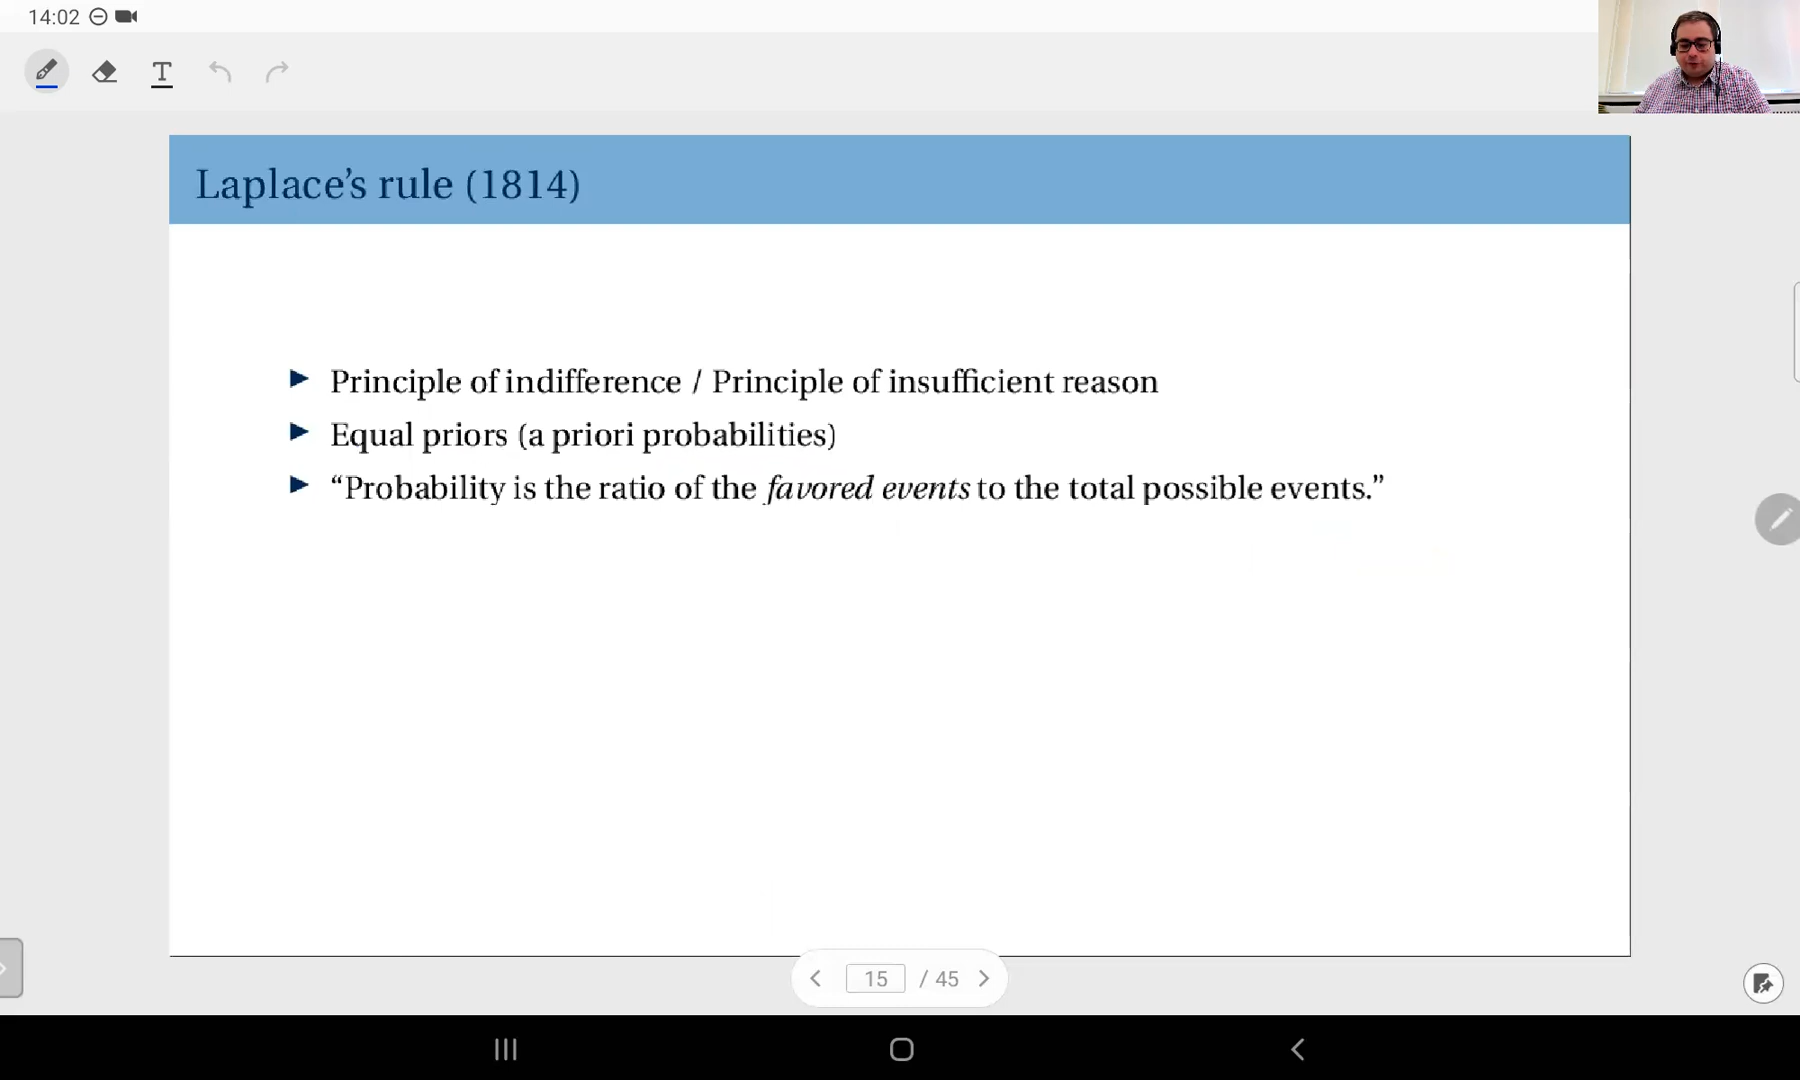 14:02
T
Laplace’s rule (1814)
Principle of indifference / Principle of insufficient reason
Equal priors (a priori probabilities)
“Probability is the ratio of the favored events to the total possible events.”
15 / 45